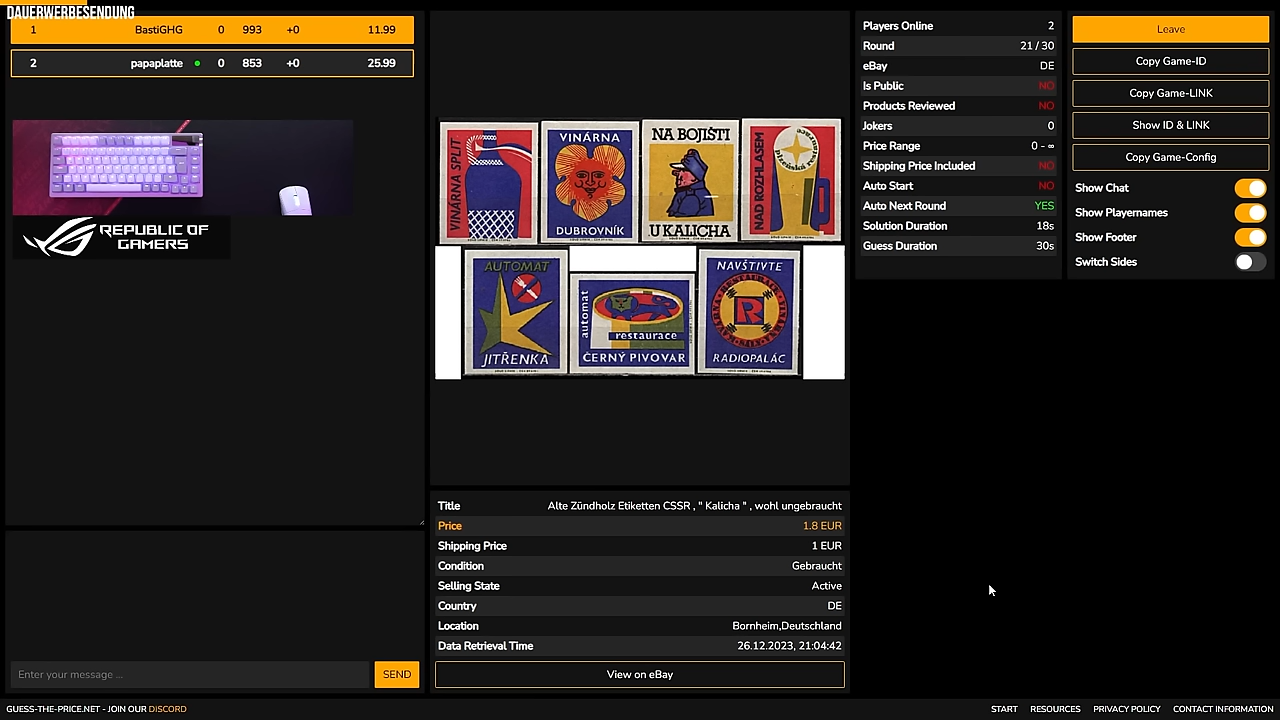 DAUERWERBESENDUNG
1 BastiGHG 0 993 +0 11.99
2 papaplatte 0 853 +0 25.99
REPUBLIC OF
GAMERS
VINÁRNA SPLIT
VINÁRNA
DUBROVNÍK
NA BOJIŠTI
U KALICHA
NAD ROZHLASEM
AUTOMAT
JITŘENKA
automat
restaurace
ČERNÝ PIVOVAR
NAVŠTIVTE
R
RADIOPALÁC
Title Alte Zündholz Etiketten CSSR , " Kalicha " , wohl ungebraucht
Price 1.8 EUR
Shipping Price 1 EUR
Condition Gebraucht
Selling State Active
Country DE
Location Bornheim,Deutschland
Data Retrieval Time 26.12.2023, 21:04:42
View on eBay
Players Online 2
Round 21 / 30
eBay DE
Is Public NO
Products Reviewed NO
Jokers 0
Price Range 0 - ∞
Shipping Price Included NO
Auto Start NO
Auto Next Round YES
Solution Duration 18s
Guess Duration 30s
Leave
Copy Game-ID
Copy Game-LINK
Show ID & LINK
Copy Game-Config
Show Chat
Show Playernames
Show Footer
Switch Sides
Enter your message ...
SEND
GUESS-THE-PRICE.NET - JOIN OUR DISCORD
START RESOURCES PRIVACY POLICY CONTACT INFORMATION